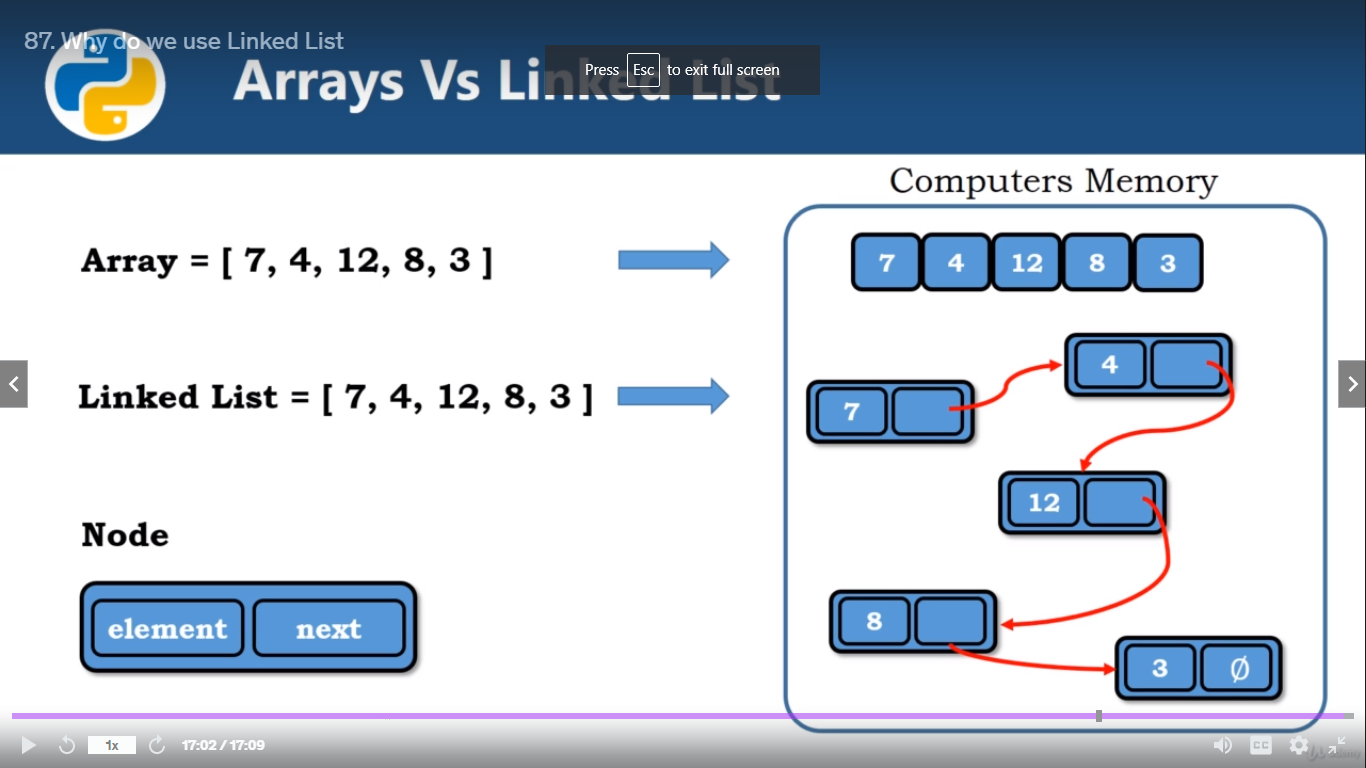 87. Why do we use Linked List
Press Esc to exit full screen
Arrays Vs Linked List
Computers Memory
Array = [ 7, 4, 12, 8, 3 ]
7 4 12 8 3
Linked List = [ 7, 4, 12, 8, 3 ]
4
7
12
Node
element next
8
3 Ø
1x
17:02 / 17:09
CC